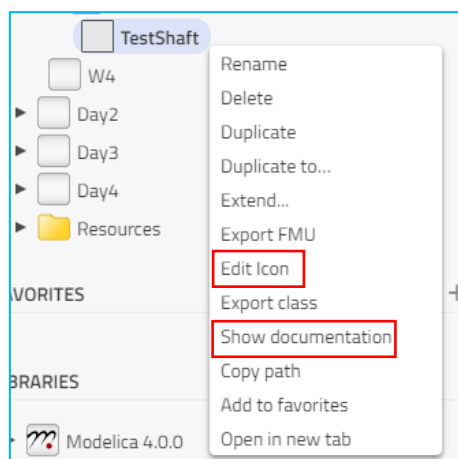 TestShaft
W4
Day2
Day3
Day4
Resources
VORITES
BRARIES
Modelica 4.0.0
Rename
Delete
Duplicate
Duplicate to...
Extend...
Export FMU
Edit Icon
Export class
Show documentation
Copy path
Add to favorites
Open in new tab